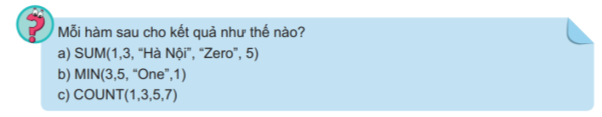 Mỗi hàm sau cho kết quả như thế nào?
a) SUM(1,3, “Hà Nội”, “Zero”, 5)
b) MIN(3,5, “One”,1)
c) COUNT(1,3,5,7)